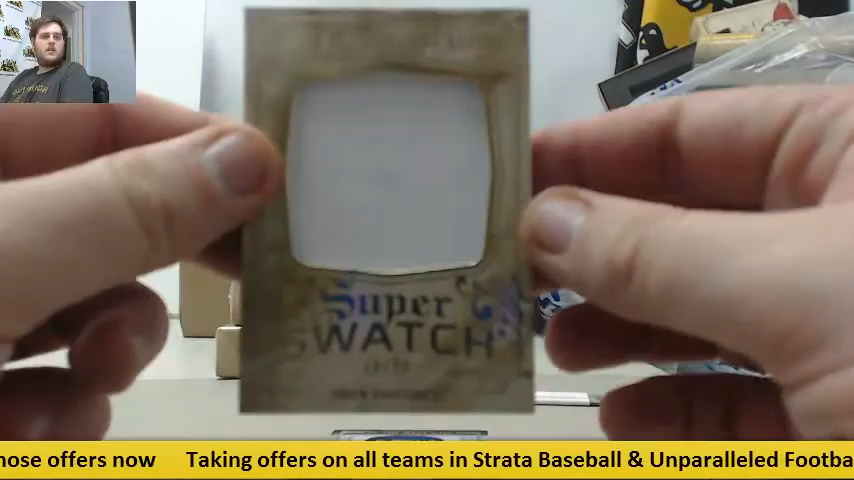 Super
SWATCH
hose offers now Taking offers on all teams in Strata Baseball & Unparalleled Footba